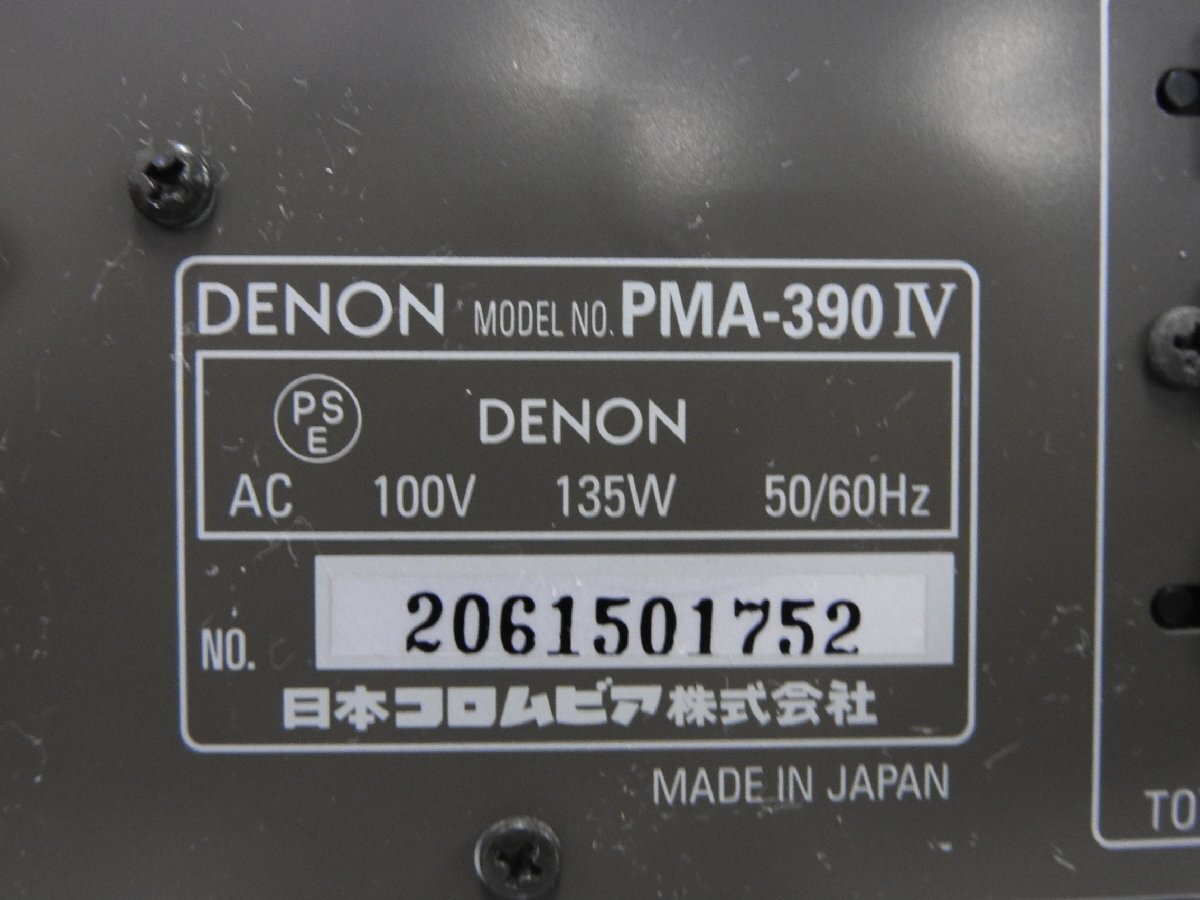 DENON MODEL NO. PMA-390 IV
PS E DENON
AC 100V 135W 50/60Hz
NO. 2061501752
日本コロムビア株式会社
MADE IN JAPAN